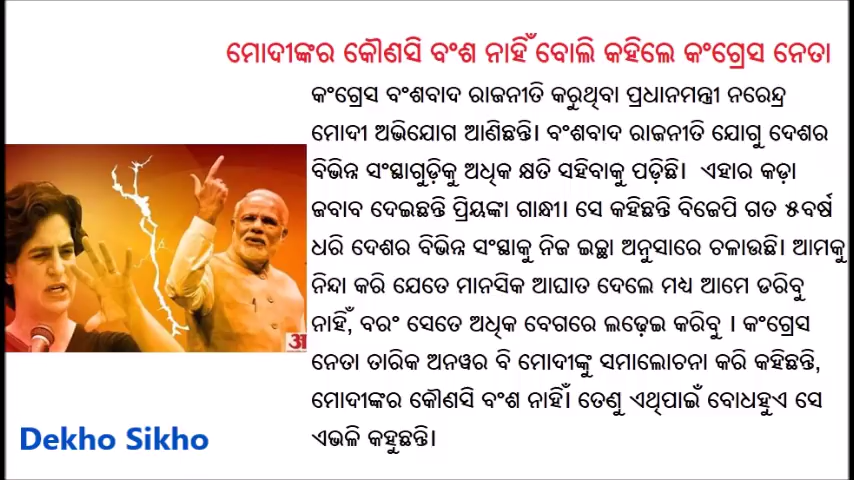 ମୋଦୀଙ୍କର କୌଣସି ବଂଶ ନାହିଁ ବୋଲି କହିଲେ କଂଗ୍ରେସ ନେତା
କଂଗ୍ରେସ ବଂଶବାଦ ରାଜନୀତି କରୁଥିବା ପ୍ରଧାନମନ୍ତ୍ରୀ ନରେନ୍ଦ୍ର
ମୋଦୀ ଅଭିଯୋଗ ଆଣିଛନ୍ତି। ବଂଶବାଦ ରାଜନୀତି ଯୋଗୁ ଦେଶର
ବିଭିନ୍ନ ସଂସ୍ଥାଗୁଡ଼ିକୁ ଅଧିକ କ୍ଷତି ସହିବାକୁ ପଡ଼ିଛି। ଏହାର କଡ଼ା
ଜବାବ ଦେଇଛନ୍ତି ପ୍ରିୟଙ୍କା ଗାନ୍ଧୀ। ସେ କହିଛନ୍ତି ବିଜେପି ଗତ ୫ବର୍ଷ
ଧରି ଦେଶର ବିଭିନ୍ନ ସଂସ୍ଥାକୁ ନିଜ ଇଚ୍ଛା ଅନୁସାରେ ଚଳାଉଛି। ଆମକୁ
ନିନ୍ଦା କରି ଯେତେ ମାନସିକ ଆଘାତ ଦେଲେ ମଧ୍ୟ ଆମେ ଡରିବୁ
ନାହିଁ, ବରଂ ସେତେ ଅଧିକ ବେଗରେ ଲଢ଼େଇ କରିବୁ । କଂଗ୍ରେସ
ନେତା ତାରିକ ଅନୱର ବି ମୋଦୀଙ୍କୁ ସମାଲୋଚନା କରି କହିଛନ୍ତି,
ମୋଦୀଙ୍କର କୌଣସି ବଂଶ ନାହିଁ। ତେଣୁ ଏଥିପାଇଁ ବୋଧହୁଏ ସେ
ଏଭଳି କହୁଛନ୍ତି।
अ
Dekho Sikho